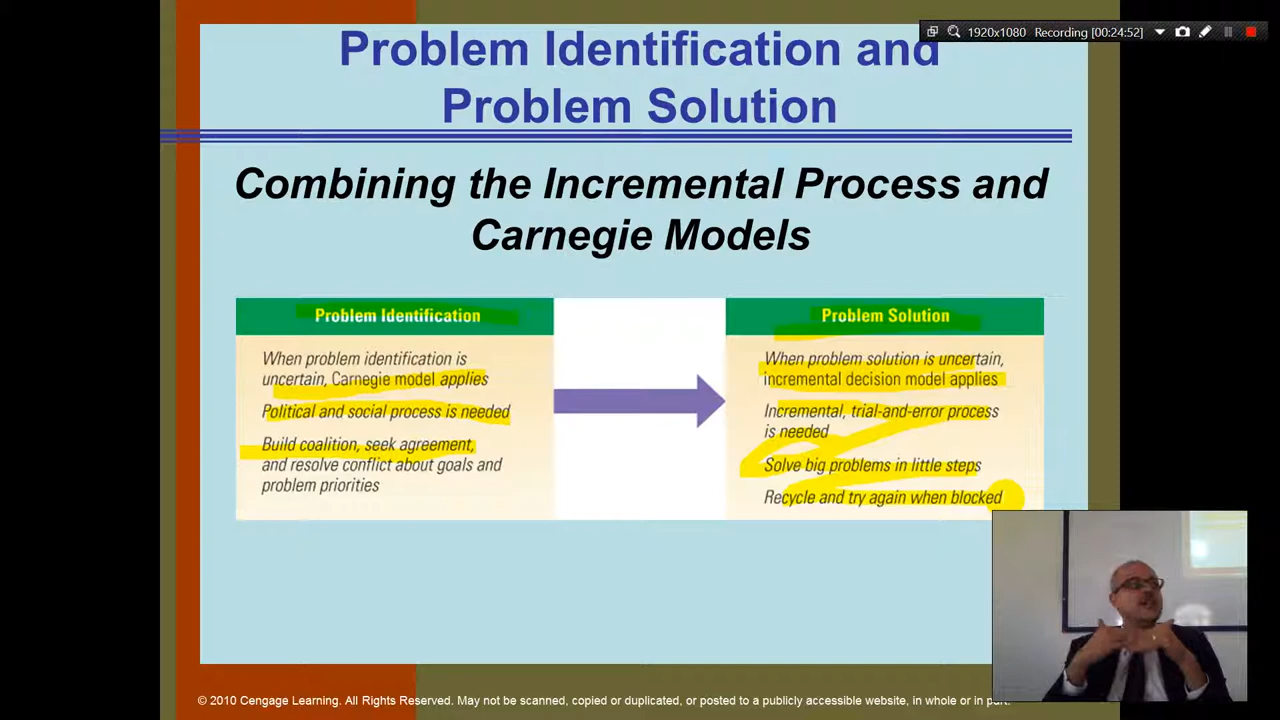 1920x1080 Recording [00:24:52]
Problem Identification and
Problem Solution
Combining the Incremental Process and
Carnegie Models
Problem Identification
When problem identification is
uncertain, Carnegie model applies
Political and social process is needed
Build coalition, seek agreement,
and resolve conflict about goals and
problem priorities
Problem Solution
When problem solution is uncertain,
incremental decision model applies
Incremental, trial-and-error process
is needed
Solve big problems in little steps
Recycle and try again when blocked
© 2010 Cengage Learning. All Rights Reserved. May not be scanned, copied or duplicated, or posted to a publicly accessible website, in whole or in part.